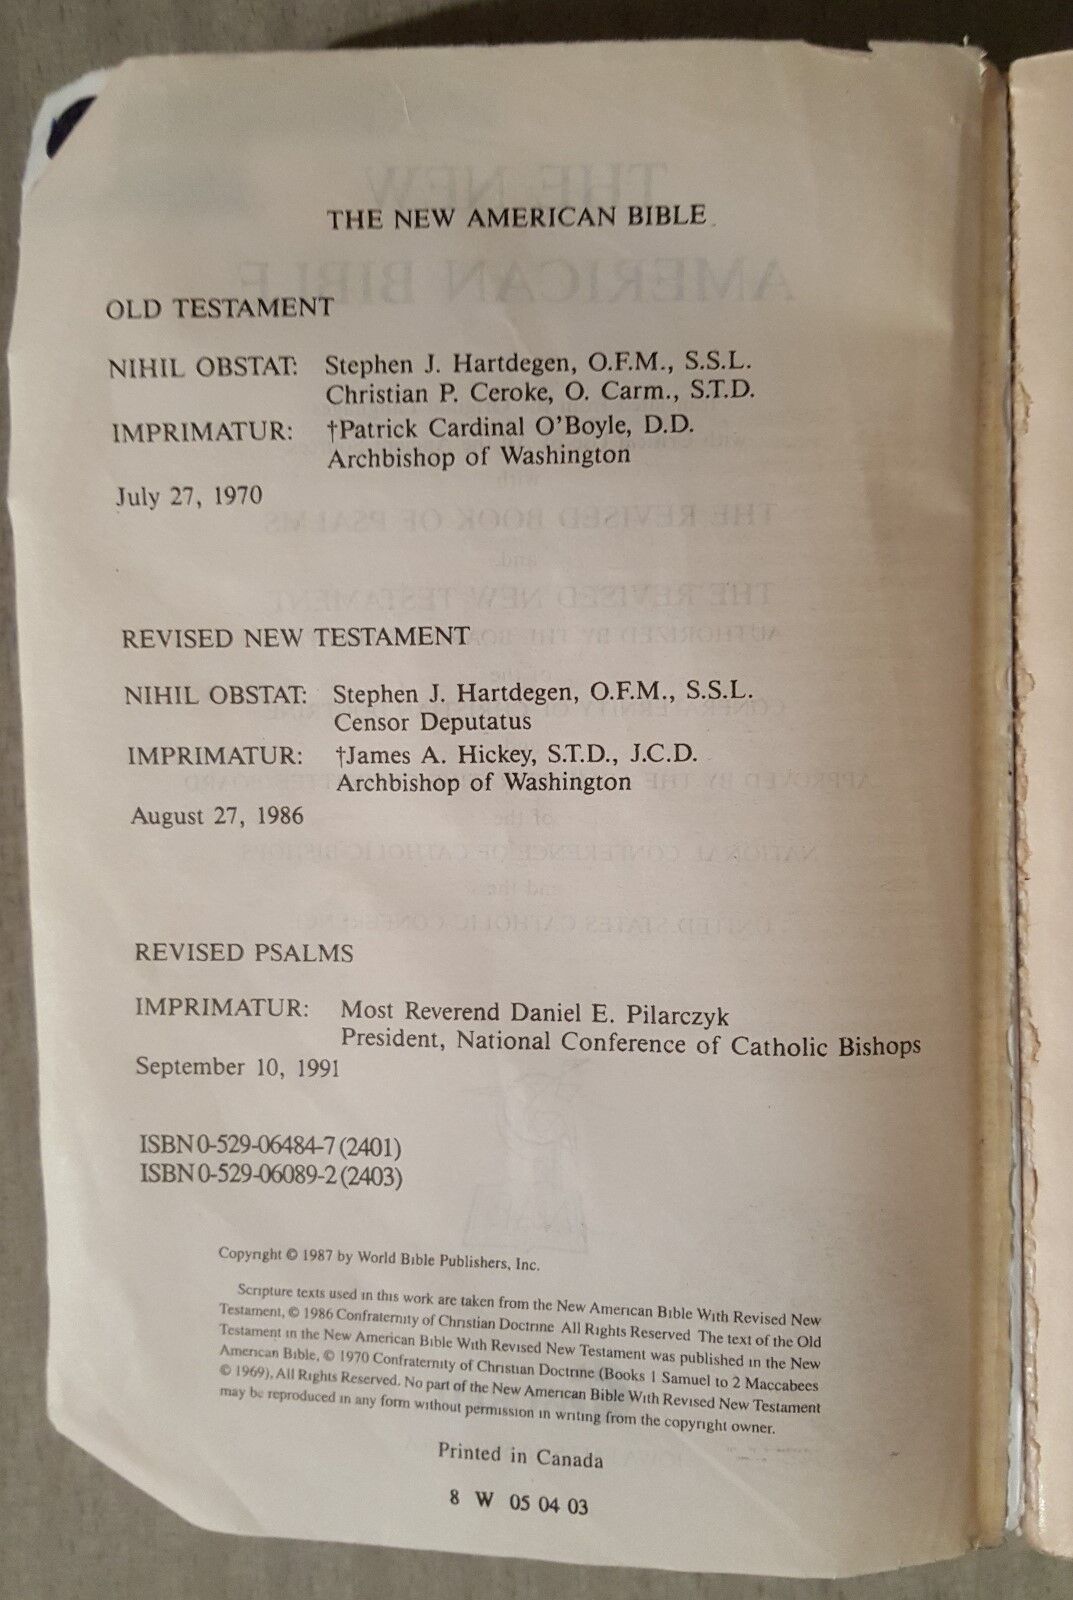 THE NEW AMERICAN BIBLE
OLD TESTAMENT
NIHIL OBSTAT: Stephen J. Hartdegen, O.F.M., S.S.L.
Christian P. Ceroke, O. Carm., S.T.D.
IMPRIMATUR: †Patrick Cardinal O'Boyle, D.D.
Archbishop of Washington
July 27, 1970
REVISED NEW TESTAMENT
NIHIL OBSTAT: Stephen J. Hartdegen, O.F.M., S.S.L.
Censor Deputatus
IMPRIMATUR: †James A. Hickey, S.T.D., J.C.D.
Archbishop of Washington
August 27, 1986
REVISED PSALMS
IMPRIMATUR: Most Reverend Daniel E. Pilarczyk
President, National Conference of Catholic Bishops
September 10, 1991
ISBN 0-529-06484-7 (2401)
ISBN 0-529-06089-2 (2403)
Copyright © 1987 by World Bible Publishers, Inc.
Scripture texts used in this work are taken from the New American Bible With Revised New
Testament, © 1986 Confraternity of Christian Doctrine All Rights Reserved The text of the Old
Testament in the New American Bible With Revised New Testament was published in the New
American Bible, © 1970 Confraternity of Christian Doctrine (Books 1 Samuel to 2 Maccabees
© 1969). All Rights Reserved. No part of the New American Bible With Revised New Testament
may be reproduced in any form without permission in writing from the copyright owner.
Printed in Canada
8 W 05 04 03